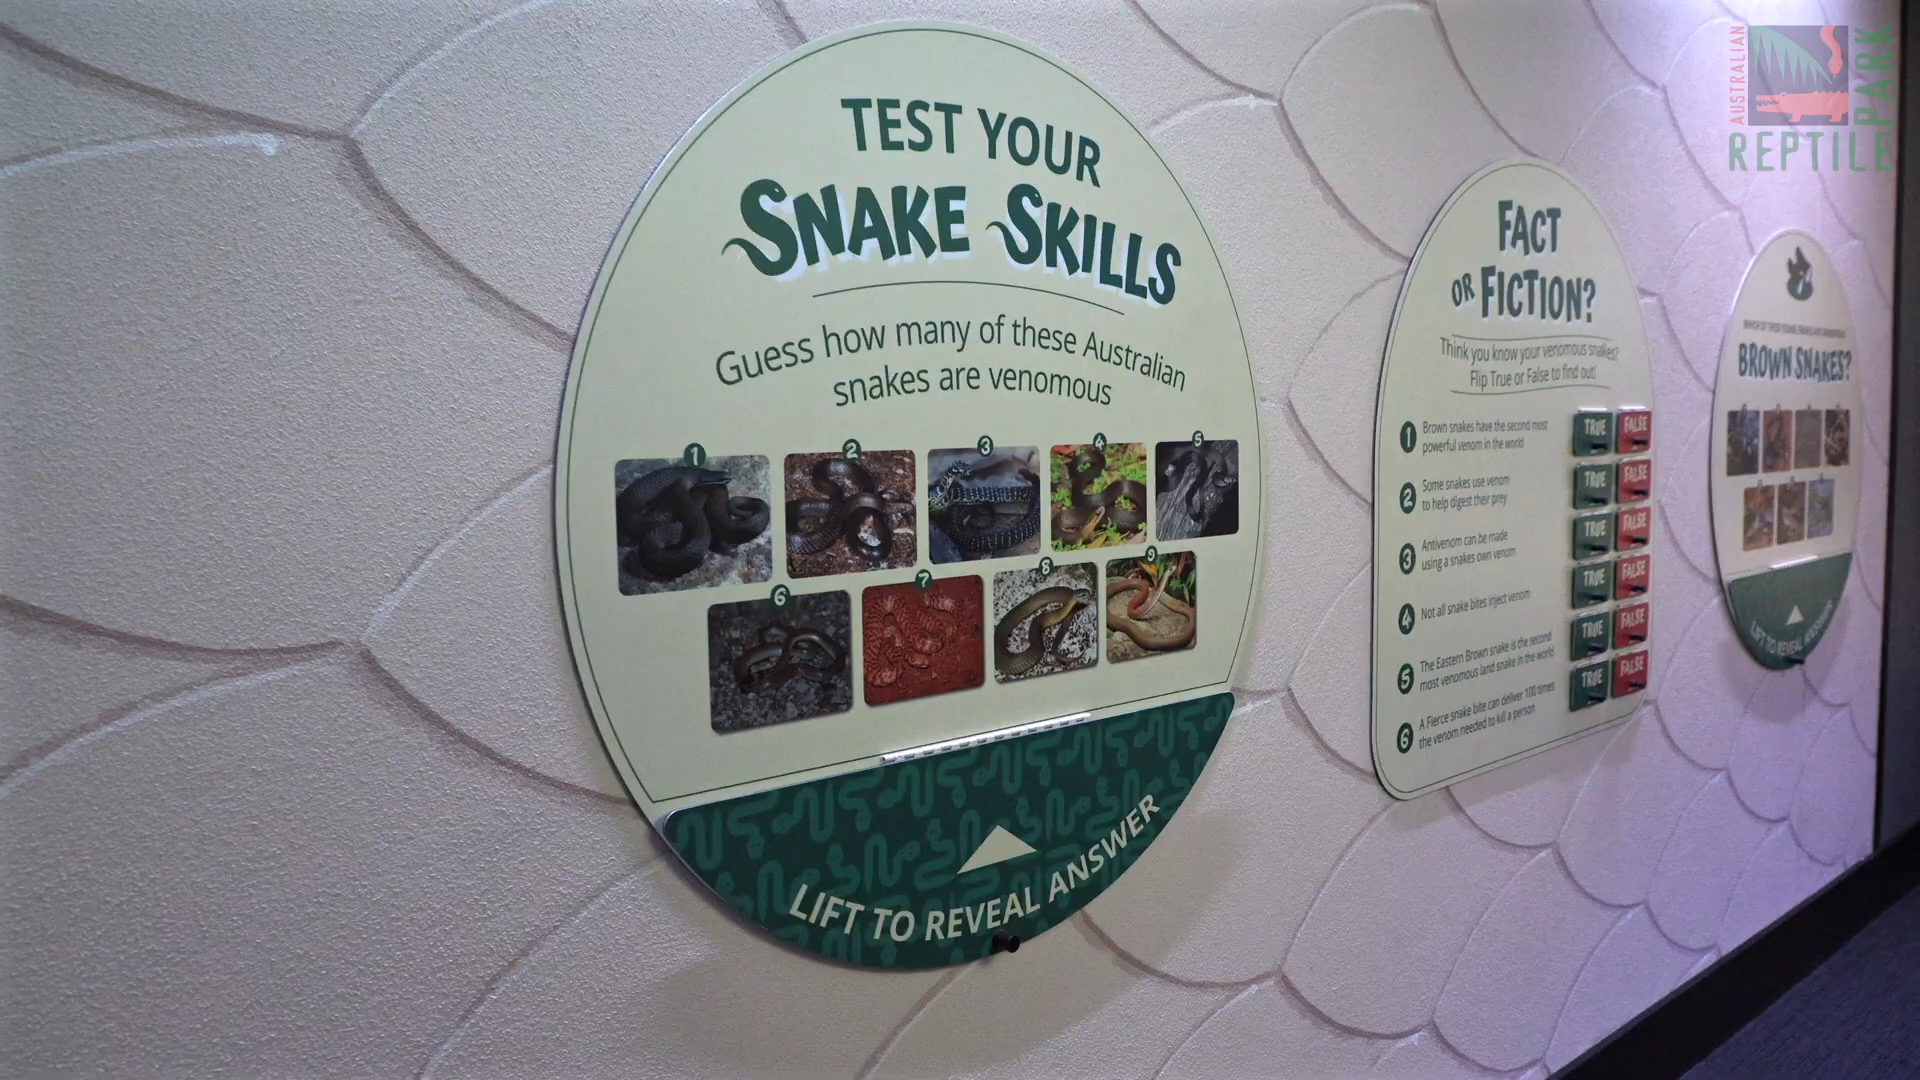 TEST YOUR
SNAKE SKILLS
Guess how many of these Australian
snakes are venomous
1
2
3
4
5
6
7
8
9
LIFT TO REVEAL ANSWER
FACT
OR FICTION?
Think you know your venomous snakes?
Flip True or False to find out!
1 Brown snakes have the second most
powerful venom in the world
TRUE FALSE
2 Some snakes use venom
to help digest their prey
TRUE FALSE
3 Antivenom can be made
using a snakes own venom
TRUE FALSE
4 Not all snake bites inject venom
TRUE FALSE
5 The Eastern Brown snake is the second
most venomous land snake in the world
TRUE FALSE
6 A Fierce snake bite can deliver 100 times
the venom needed to kill a person
TRUE FALSE
BROWN SNAKES?
LIFT TO REVEAL ANSWER
AUSTRALIAN
REPTILE
PARK